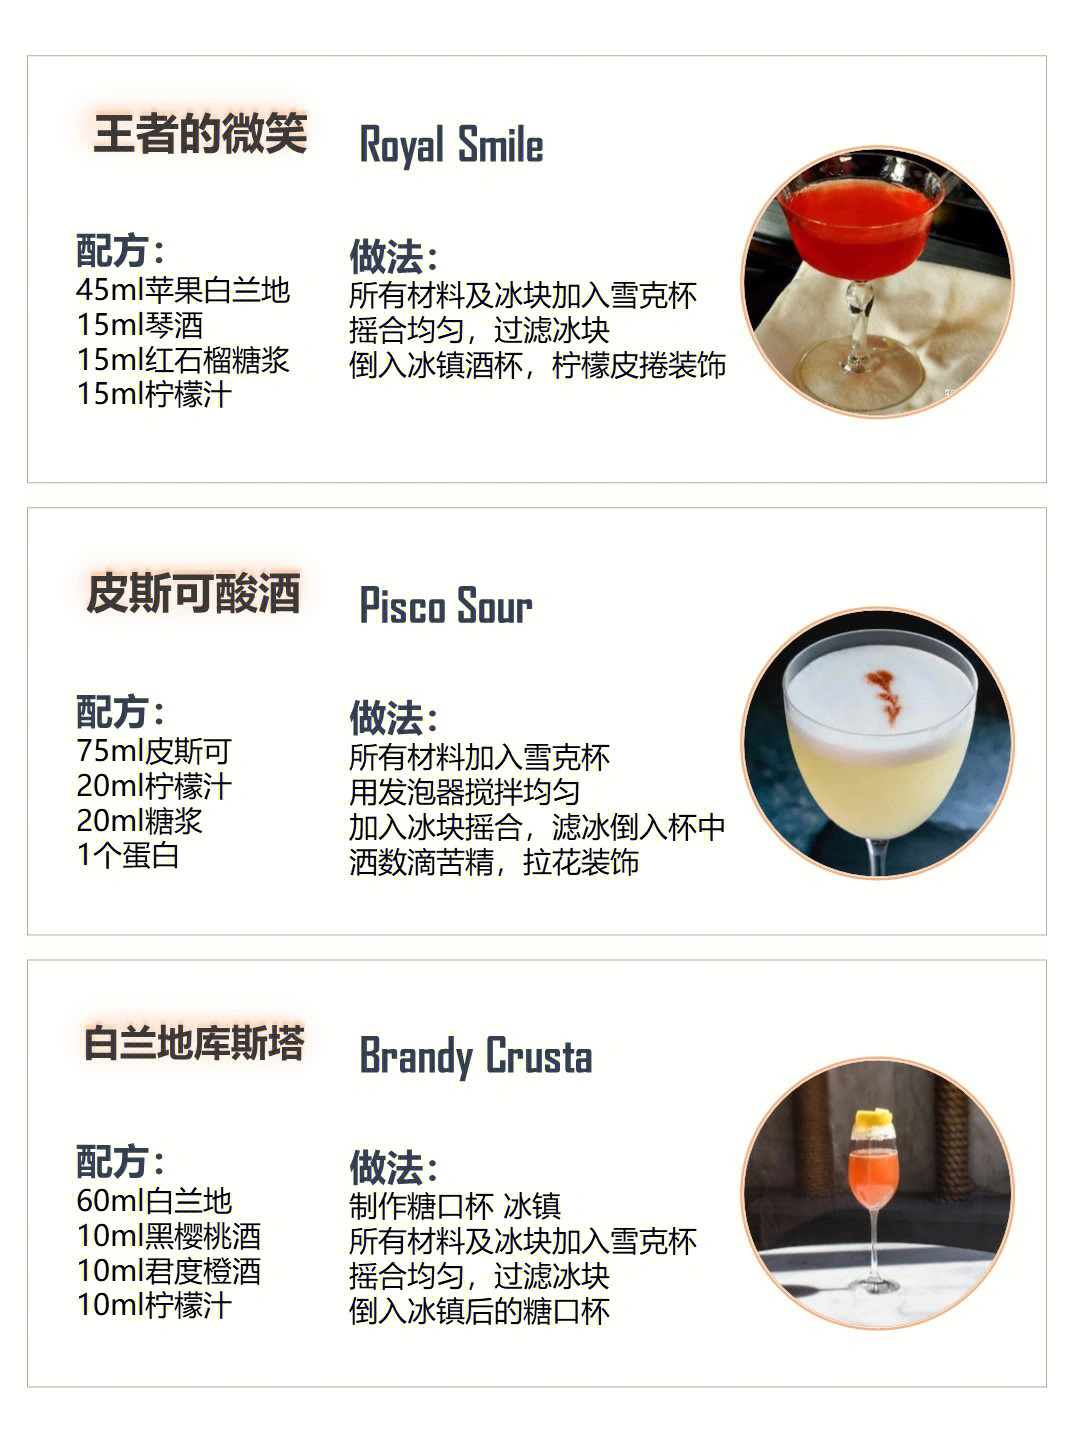 王者的微笑
Royal Smile
配方：
45ml苹果白兰地
15ml琴酒
15ml红石榴糖浆
15ml柠檬汁
做法：
所有材料及冰块加入雪克杯
摇合均匀，过滤冰块
倒入冰镇酒杯，柠檬皮捲装饰
皮斯可酸酒
Pisco Sour
配方：
75ml皮斯可
20ml柠檬汁
20ml糖浆
1个蛋白
做法：
所有材料加入雪克杯
用发泡器搅拌均匀
加入冰块摇合，滤冰倒入杯中
洒数滴苦精，拉花装饰
白兰地库斯塔
Brandy Crusta
配方：
60ml白兰地
10ml黑樱桃酒
10ml君度橙酒
10ml柠檬汁
做法：
制作糖口杯 冰镇
所有材料及冰块加入雪克杯
摇合均匀，过滤冰块
倒入冰镇后的糖口杯